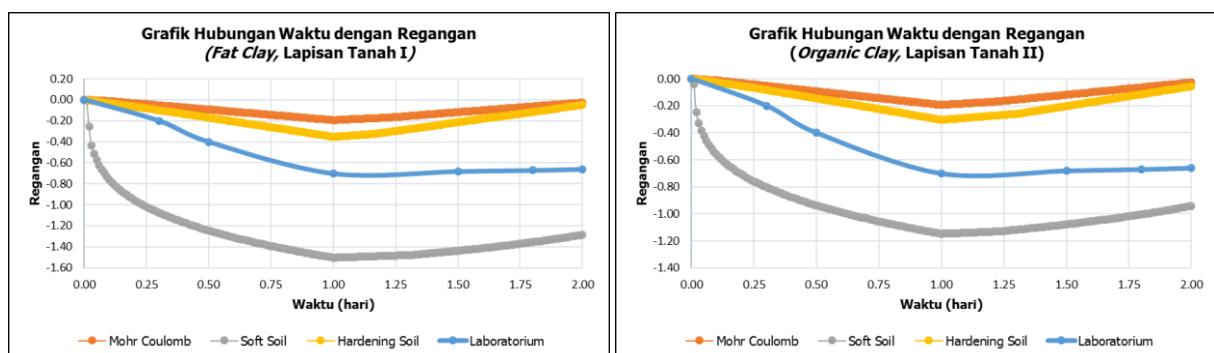 Grafik Hubungan Waktu dengan Regangan
(Fat Clay, Lapisan Tanah I)
Regangan
0.20
0.00
-0.20
-0.40
-0.60
-0.80
-1.00
-1.20
-1.40
-1.60
0.00 0.25 0.50 0.75 1.00 1.25 1.50 1.75 2.00
Waktu (hari)
Mohr Coulomb Soft Soil Hardening Soil Laboratorium
Grafik Hubungan Waktu dengan Regangan
(Organic Clay, Lapisan Tanah II)
Regangan
0.00
-0.20
-0.40
-0.60
-0.80
-1.00
-1.20
-1.40
0.00 0.25 0.50 0.75 1.00 1.25 1.50 1.75 2.00
Waktu (hari)
Mohr Coulomb Soft Soil Hardening Soil Laboratorium